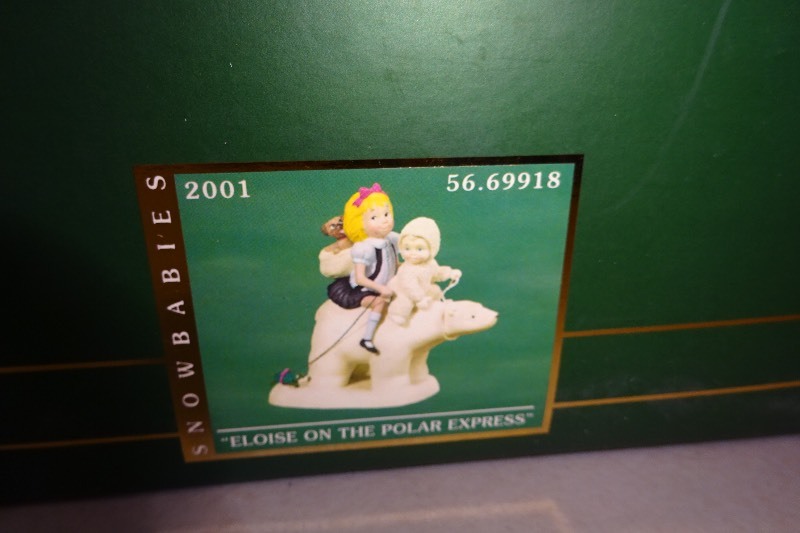 SNOWBABIES
2001
56.69918
"ELOISE ON THE POLAR EXPRESS"